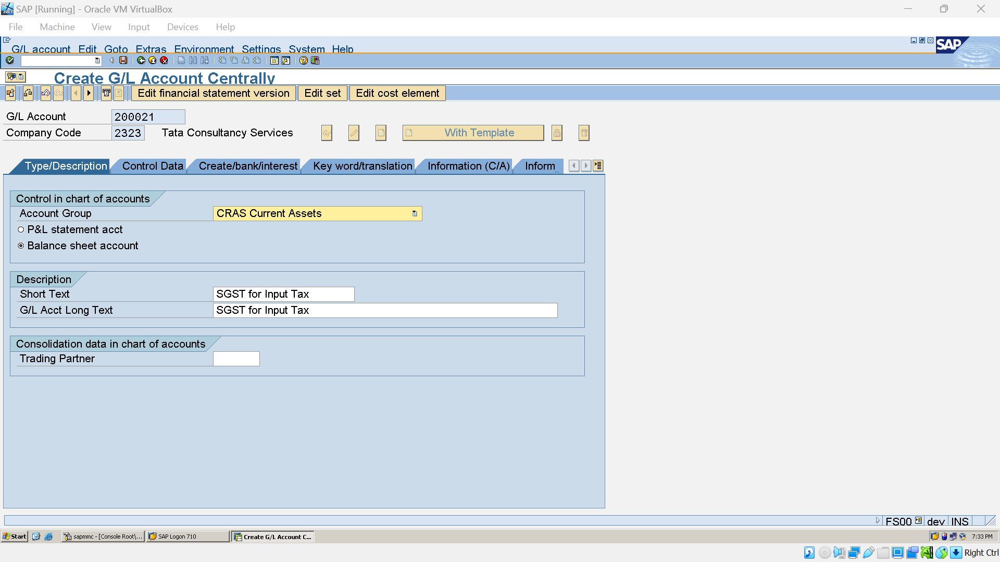 SAP [Running] - Oracle VM VirtualBox
File Machine View Input Devices Help
G/L account Edit Goto Extras Environment Settings System Help
SAP
Create G/L Account Centrally
Edit financial statement version Edit set Edit cost element
G/L Account 200021
Company Code 2323 Tata Consultancy Services With Template
Type/Description Control Data Create/bank/interest Key word/translation Information (C/A) Inform...
Control in chart of accounts
Account Group CRAS Current Assets
P&L statement acct
Balance sheet account
Description
Short Text SGST for Input Tax
G/L Acct Long Text SGST for Input Tax
Consolidation data in chart of accounts
Trading Partner
FS00 dev INS
Start sapmmc - [Console Root\... SAP Logon 710 Create G/L Account C... 7:33 PM
Right Ctrl